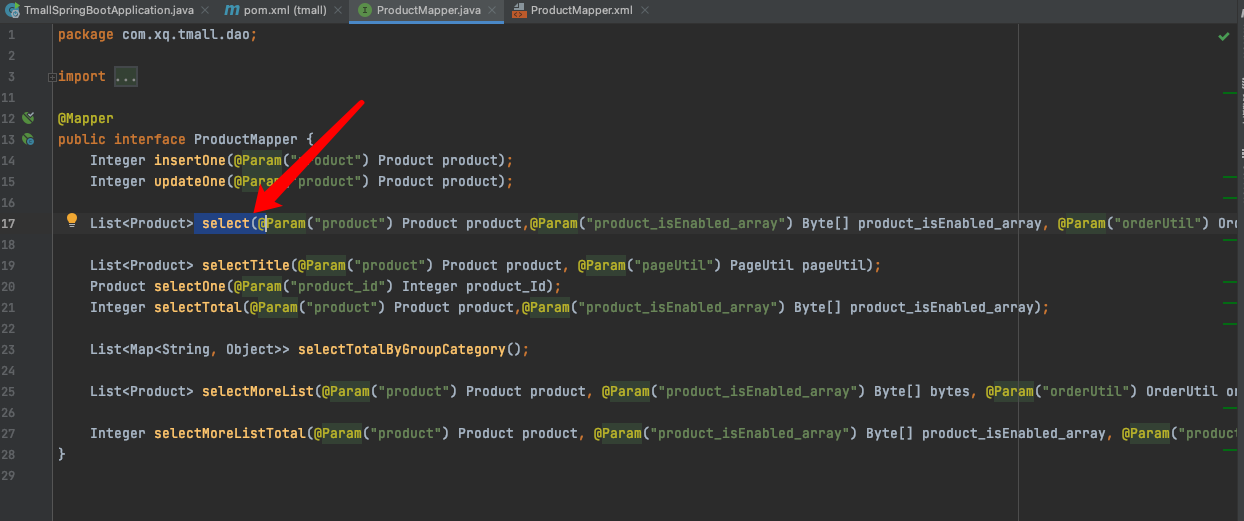 TmallSpringBootApplication.java × pom.xml (tmall) × ProductMapper.java × ProductMapper.xml ×
1 package com.xq.tmall.dao;
2
3 import ...
11
12 @Mapper
13 public interface ProductMapper {
14 Integer insertOne(@Param("product") Product product);
15 Integer updateOne(@Param("product") Product product);
16
17 List<Product> select(@Param("product") Product product,@Param("product_isEnabled_array") Byte[] product_isEnabled_array, @Param("orderUtil")
18
19 List<Product> selectTitle(@Param("product") Product product, @Param("pageUtil") PageUtil pageUtil);
20 Product selectOne(@Param("product_id") Integer product_Id);
21 Integer selectTotal(@Param("product") Product product,@Param("product_isEnabled_array") Byte[] product_isEnabled_array);
22
23 List<Map<String, Object>> selectTotalByGroupCategory();
24
25 List<Product> selectMoreList(@Param("product") Product product, @Param("product_isEnabled_array") Byte[] bytes, @Param("orderUtil") OrderUtil
26
27 Integer selectMoreListTotal(@Param("product") Product product, @Param("product_isEnabled_array") Byte[] product_isEnabled_array, @Param("product
28 }
29